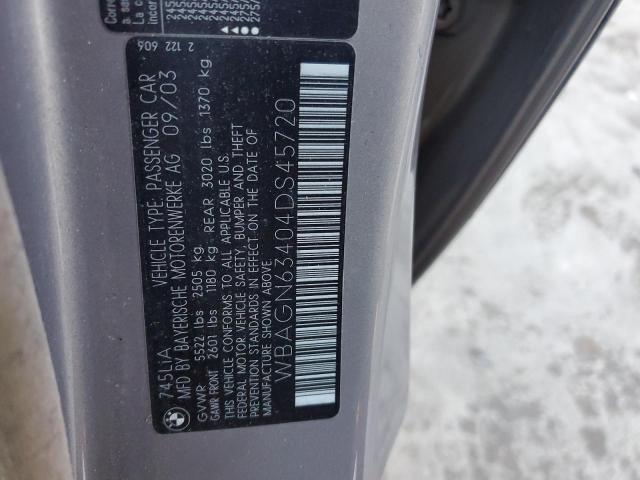 745LiA VEHICLE TYPE: PASSENGER CAR
MFD BY BAYERISCHE MOTORENWERKE AG 09/03
GVWR 5522 lbs 2505 kg
GAWR FRONT 2601 lbs 1180 kg REAR 3020 lbs 1370 kg.
THIS VEHICLE CONFORMS TO ALL APPLICABLE U.S.
FEDERAL MOTOR VEHICLE SAFETY, BUMPER AND THEFT
PREVENTION STANDARDS IN EFFECT ON THE DATE OF
MANUFACTURE SHOWN ABOVE.
WBAGN63404DS45720
2 122 606